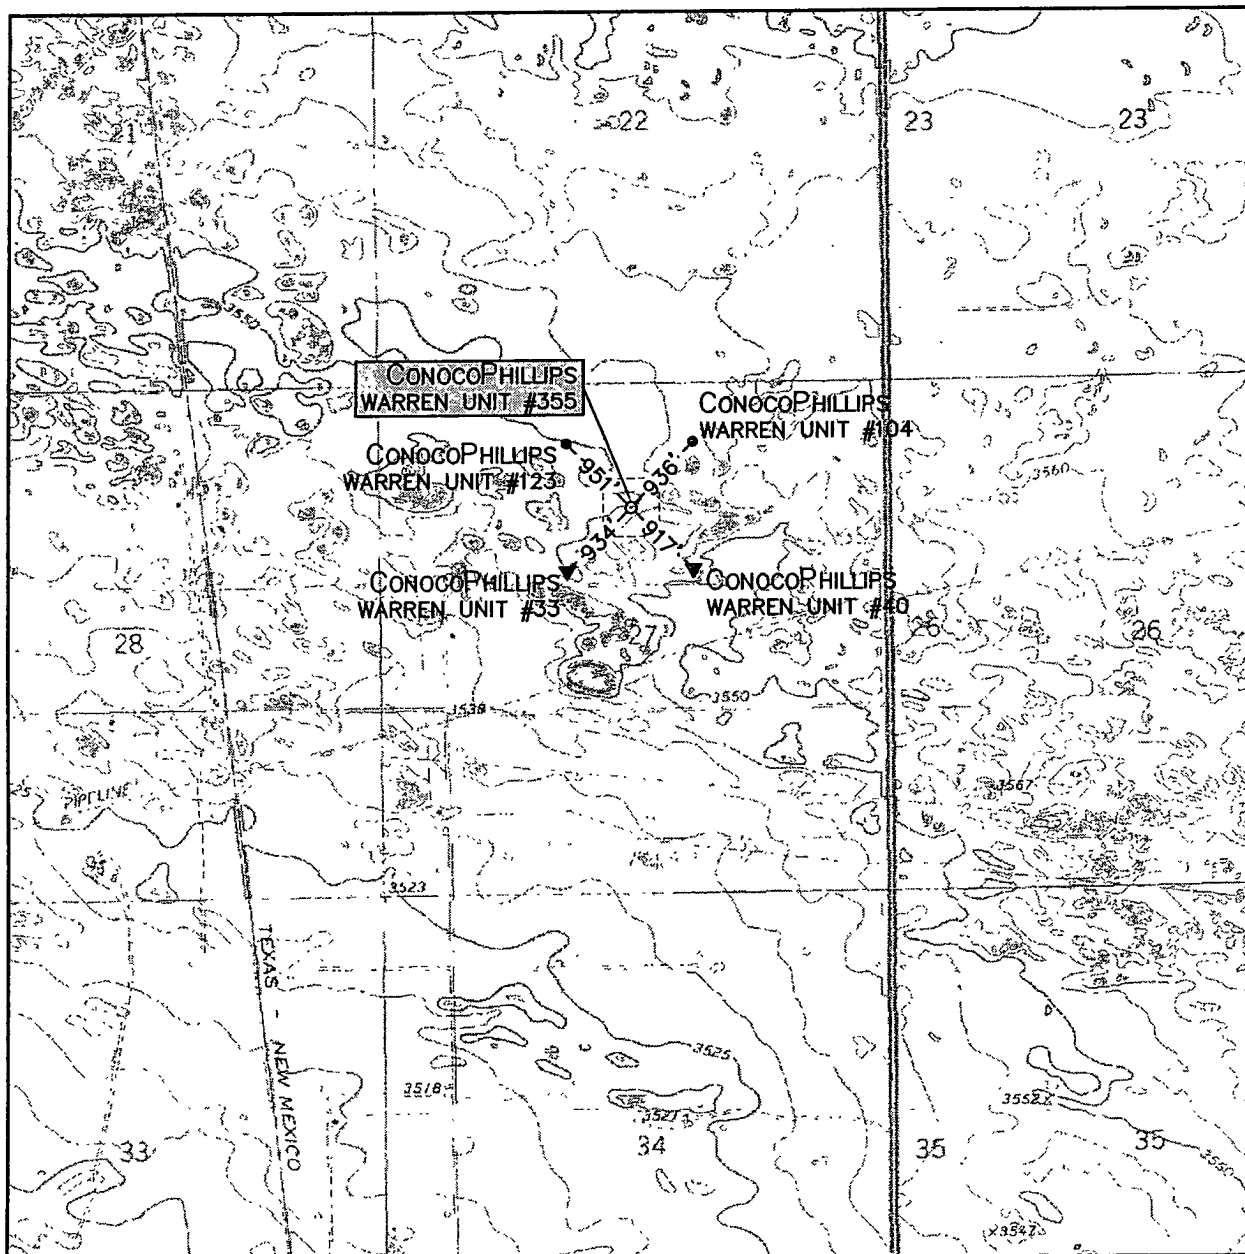 21
22
23
23
3550
CONOCOPHILLIPS
WARREN UNIT #355
CONOCOPHILLIPS
WARREN UNIT #104
CONOCOPHILLIPS
WARREN UNIT #123
951'
936'
934'
917'
3560
CONOCOPHILLIPS
WARREN UNIT #33
CONOCOPHILLIPS
WARREN UNIT #40
28
27
26
26
3550
3538
PIPELINE
3567
3523
TEXAS - NEW MEXICO
3525
3518
3527
3552
33
34
35
35
3550
×3547